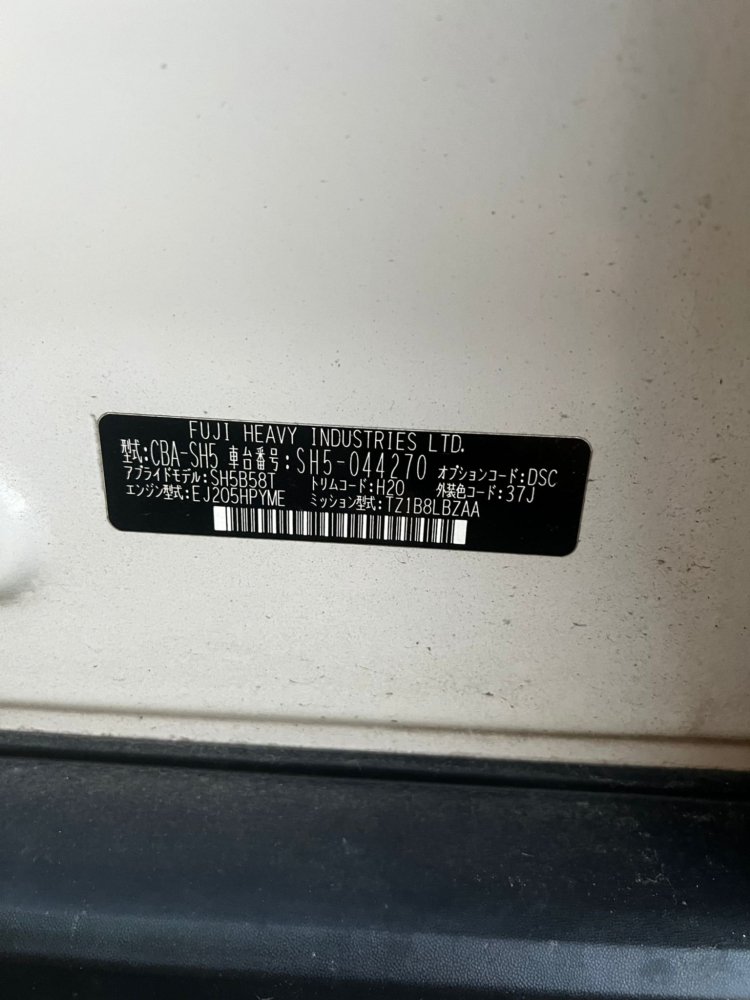 FUJI HEAVY INDUSTRIES LTD.
型式:CBA-SH5 車台番号:SH5-044270 オプションコード:DSC
アプライドモデル:SH5B58T トリムコード:H20 外装色コード:37J
エンジン型式:EJ205HPYME ミッション型式:TZ1B8LBZAA